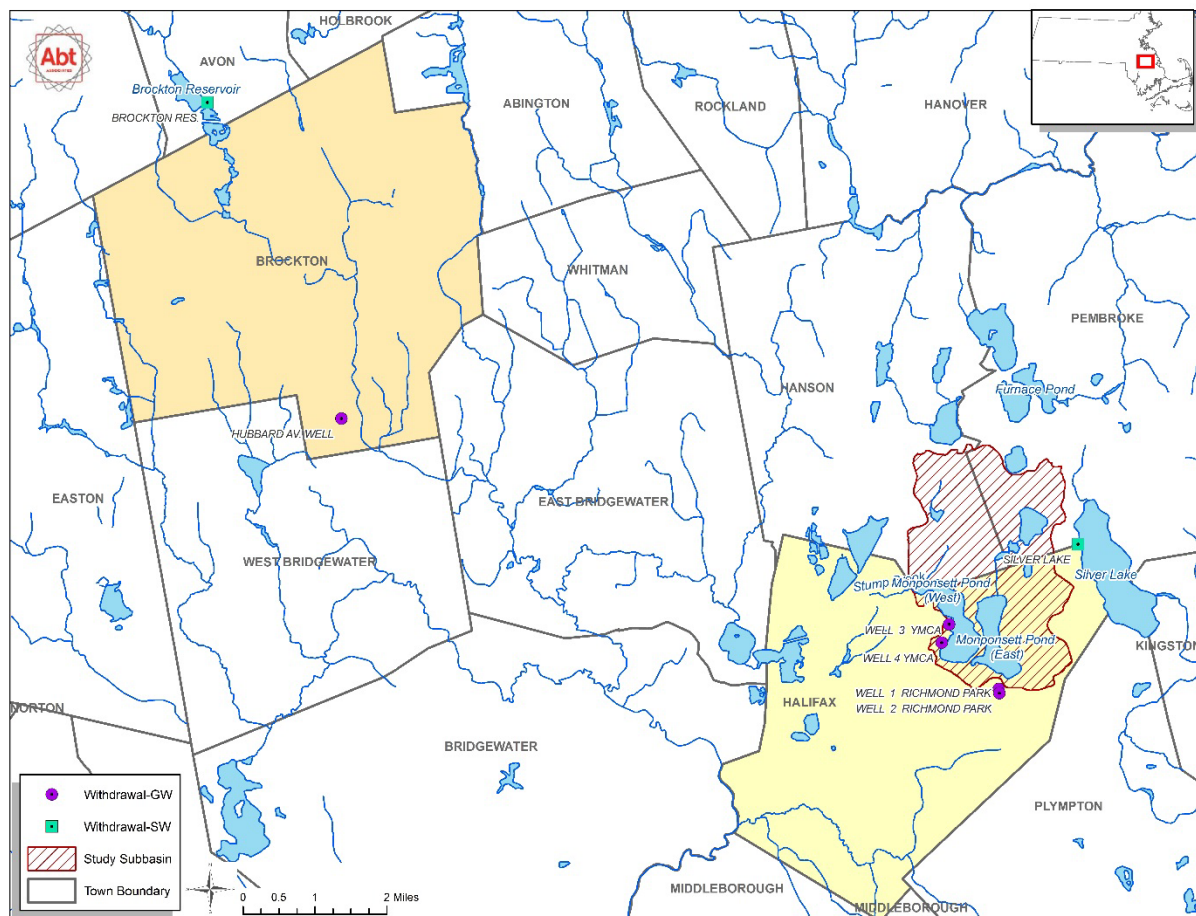 HOLBROOK
Abt
ASSOCIATES
AVON
Brockton Reservoir
BROCKTON RES.
ABINGTON
ROCKLAND
HANOVER
BROCKTON
WHITMAN
PEMBROKE
HANSON
Furnace Pond
HUBBARD AV. WELL
EASTON
EAST BRIDGEWATER
WEST BRIDGEWATER
SILVER LAKE
Silver Lake
Stump Brook
Monponsett Pond
(West)
WELL 3 YMCA
Monponsett Pond
(East)
WELL 4 YMCA
KINGSTON
WELL 1 RICHMOND PARK
WELL 2 RICHMOND PARK
HALIFAX
NORTON
BRIDGEWATER
PLYMPTON
MIDDLEBOROUGH
MIDDLEBOROUGH
Withdrawal-GW
Withdrawal-SW
Study Subbasin
Town Boundary
N
0 0.5 1 2 Miles